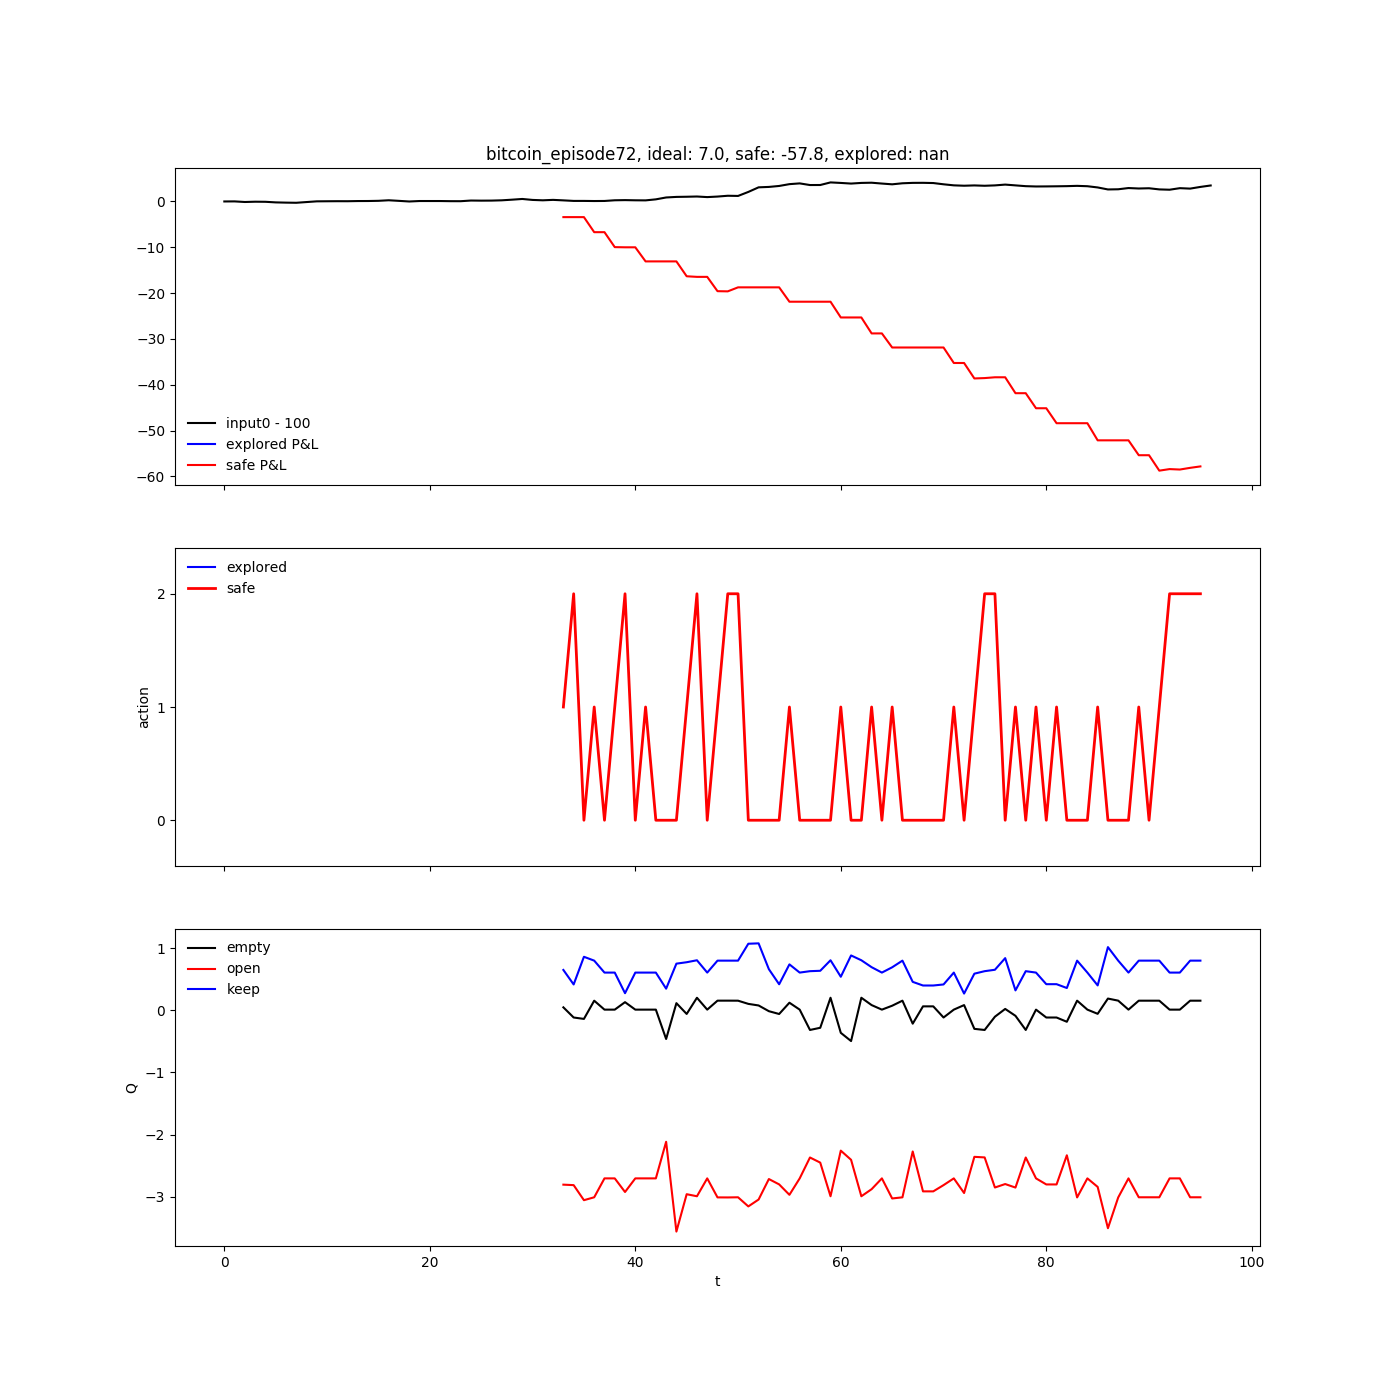 bitcoin_episode72, ideal: 7.0, safe: -57.8, explored: nan
0
−10
−20
−30
−40
−50
−60
input0 - 100
explored P&L
safe P&L
explored
safe
2
1
0
action
empty
open
keep
1
0
−1
−2
−3
Q
0
20
40
60
80
100
t